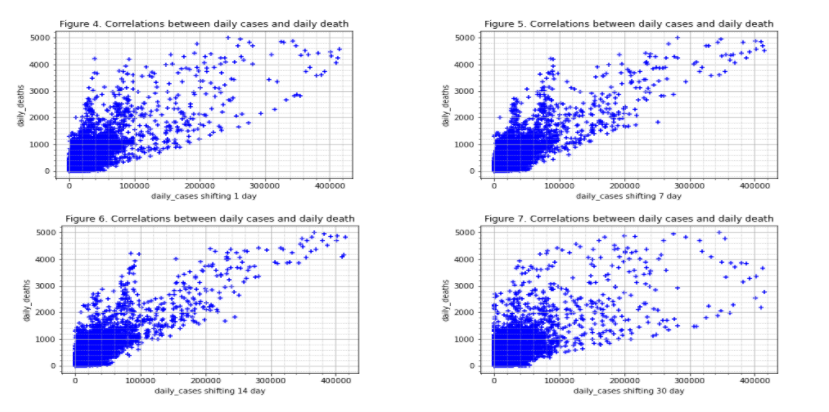 Figure 4. Correlations between daily cases and daily death
5000
4000
3000
2000
1000
0
daily_deaths
0 100000 200000 300000 400000
daily_cases shifting 1 day
Figure 5. Correlations between daily cases and daily death
5000
4000
3000
2000
1000
0
daily_deaths
0 100000 200000 300000 400000
daily_cases shifting 7 day
Figure 6. Correlations between daily cases and daily death
5000
4000
3000
2000
1000
0
daily_deaths
0 100000 200000 300000 400000
daily_cases shifting 14 day
Figure 7. Correlations between daily cases and daily death
5000
4000
3000
2000
1000
0
daily_deaths
0 100000 200000 300000 400000
daily_cases shifting 30 day